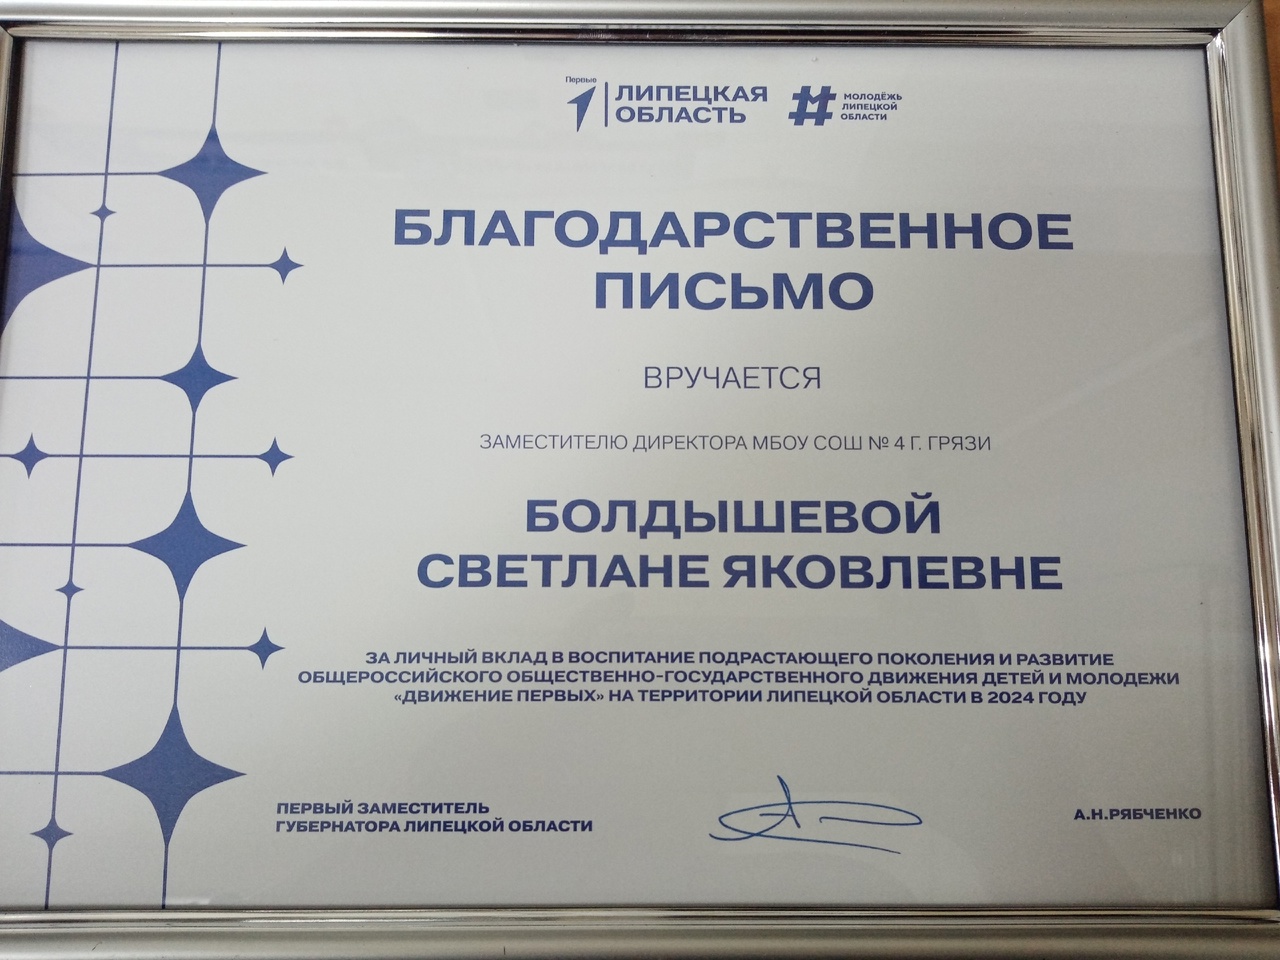 Первые
ЛИПЕЦКАЯ
ОБЛАСТЬ
МОЛОДЁЖЬ
ЛИПЕЦКОЙ
ОБЛАСТИ
БЛАГОДАРСТВЕННОЕ
ПИСЬМО
ВРУЧАЕТСЯ
ЗАМЕСТИТЕЛЮ ДИРЕКТОРА МБОУ СОШ № 4 Г. ГРЯЗИ
БОЛДЫШЕВОЙ
СВЕТЛАНЕ ЯКОВЛЕВНЕ
ЗА ЛИЧНЫЙ ВКЛАД В ВОСПИТАНИЕ ПОДРАСТАЮЩЕГО ПОКОЛЕНИЯ И РАЗВИТИЕ
ОБЩЕРОССИЙСКОГО ОБЩЕСТВЕННО-ГОСУДАРСТВЕННОГО ДВИЖЕНИЯ ДЕТЕЙ И МОЛОДЕЖИ
«ДВИЖЕНИЕ ПЕРВЫХ» НА ТЕРРИТОРИИ ЛИПЕЦКОЙ ОБЛАСТИ В 2024 ГОДУ
ПЕРВЫЙ ЗАМЕСТИТЕЛЬ
ГУБЕРНАТОРА ЛИПЕЦКОЙ ОБЛАСТИ
А.Н.РЯБЧЕНКО